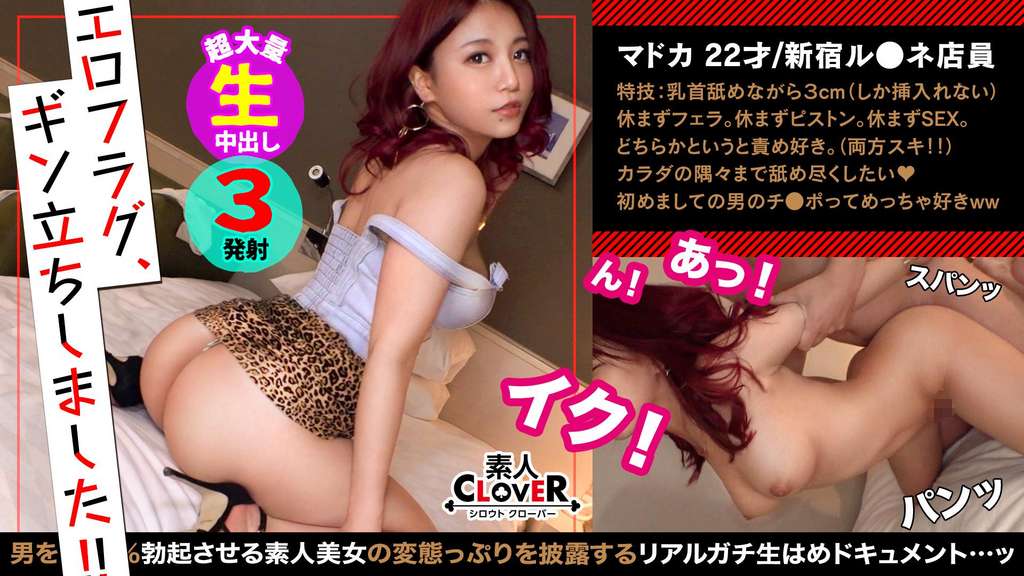 エロフラグ、
ギン立ちしました!!
超大量
生
中出し
3
発射
マドカ 22才/新宿ル●ネ店員
特技:乳首舐めながら3cm(しか挿入れない)
休まずフェラ。休まずピストン。休まずSEX。
どちらかというと責め好き。(両方スキ!!)
カラダの隅々まで舐め尽くしたい♥
初めましての男のチ●ポってめっちゃ好きww
ん!
あっ!
スパンッ
イク!
パンッ
素人
CLOVER
シロウト クローバー
男を %勃起させる素人美女の変態っぷりを披露するリアルガチ生はめドキュメント…ッ